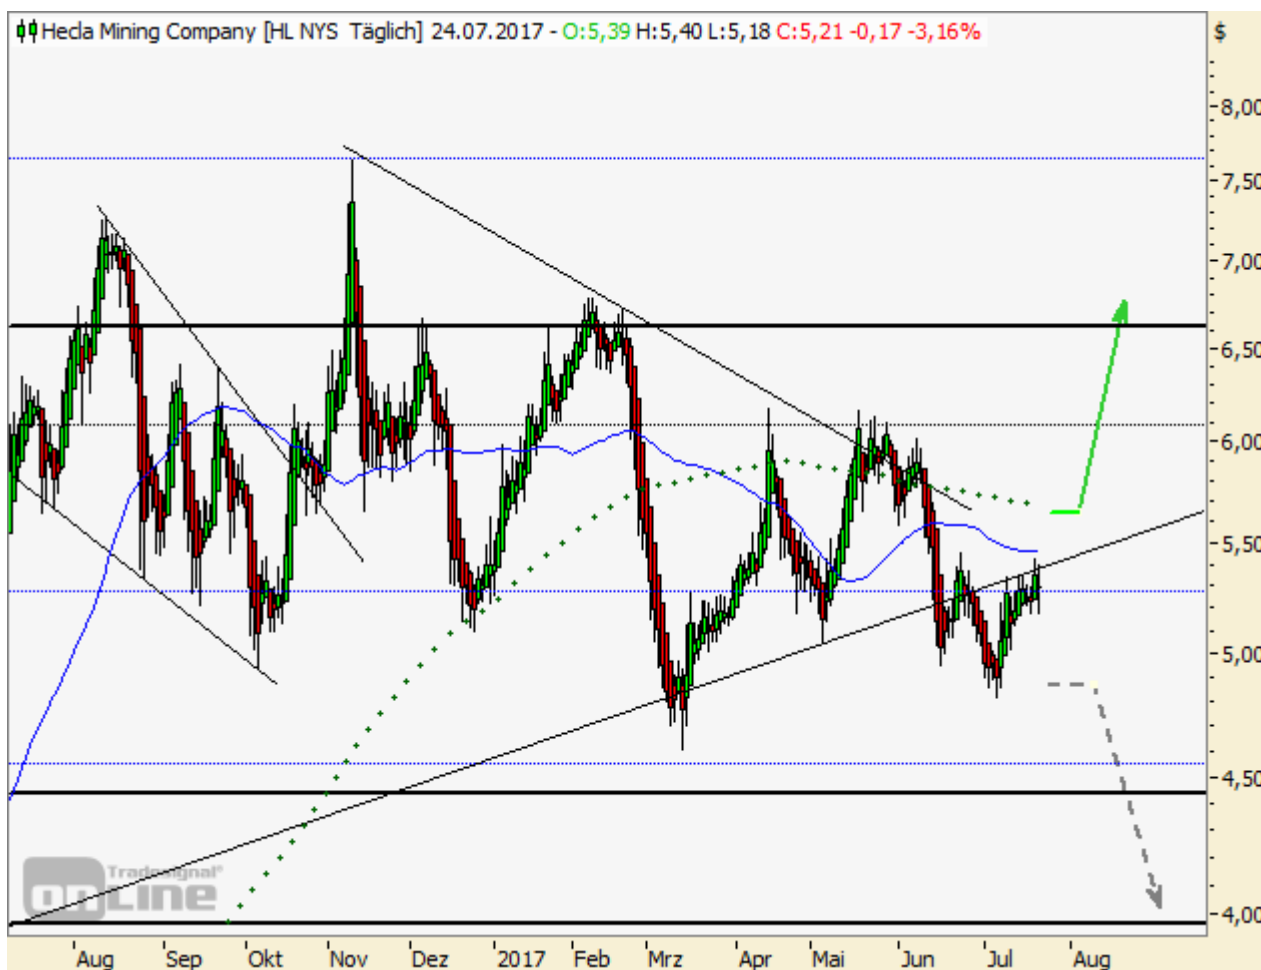 Hecla Mining Company [HL NYS Täglich] 24.07.2017 - O:5,39 H:5,40 L:5,18 C:5,21 -0,17 -3,16%
$
8,00
7,50
7,00
6,50
6,00
5,50
5,00
4,50
4,00
Tradesignal®
onLine
Aug Sep Okt Nov Dez 2017 Feb Mrz Apr Mai Jun Jul Aug